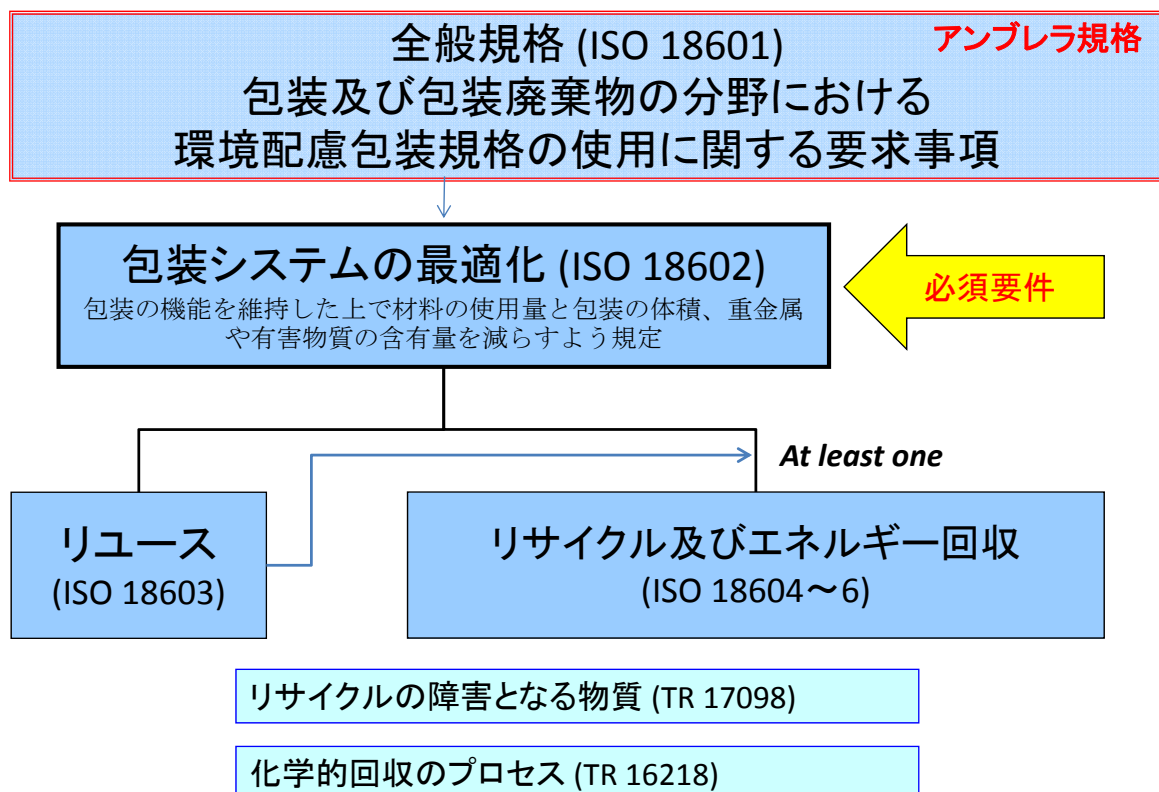 全般規格 (ISO 18601)
アンブレラ規格
包装及び包装廃棄物の分野における
環境配慮包装規格の使用に関する要求事項
包装システムの最適化 (ISO 18602)
包装の機能を維持した上で材料の使用量と包装の体積、重金属
や有害物質の含有量を減らすよう規定
必須要件
At least one
リユース
(ISO 18603)
リサイクル及びエネルギー回収
(ISO 18604～6)
リサイクルの障害となる物質 (TR 17098)
化学的回収のプロセス (TR 16218)